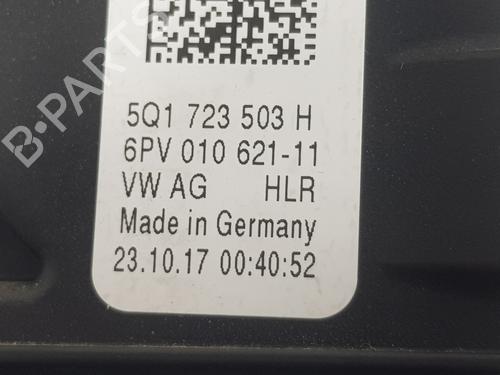 5Q1 723 503 H
6PV 010 621-11
VW AG HLR
Made in Germany
23.10.17 00:40:52